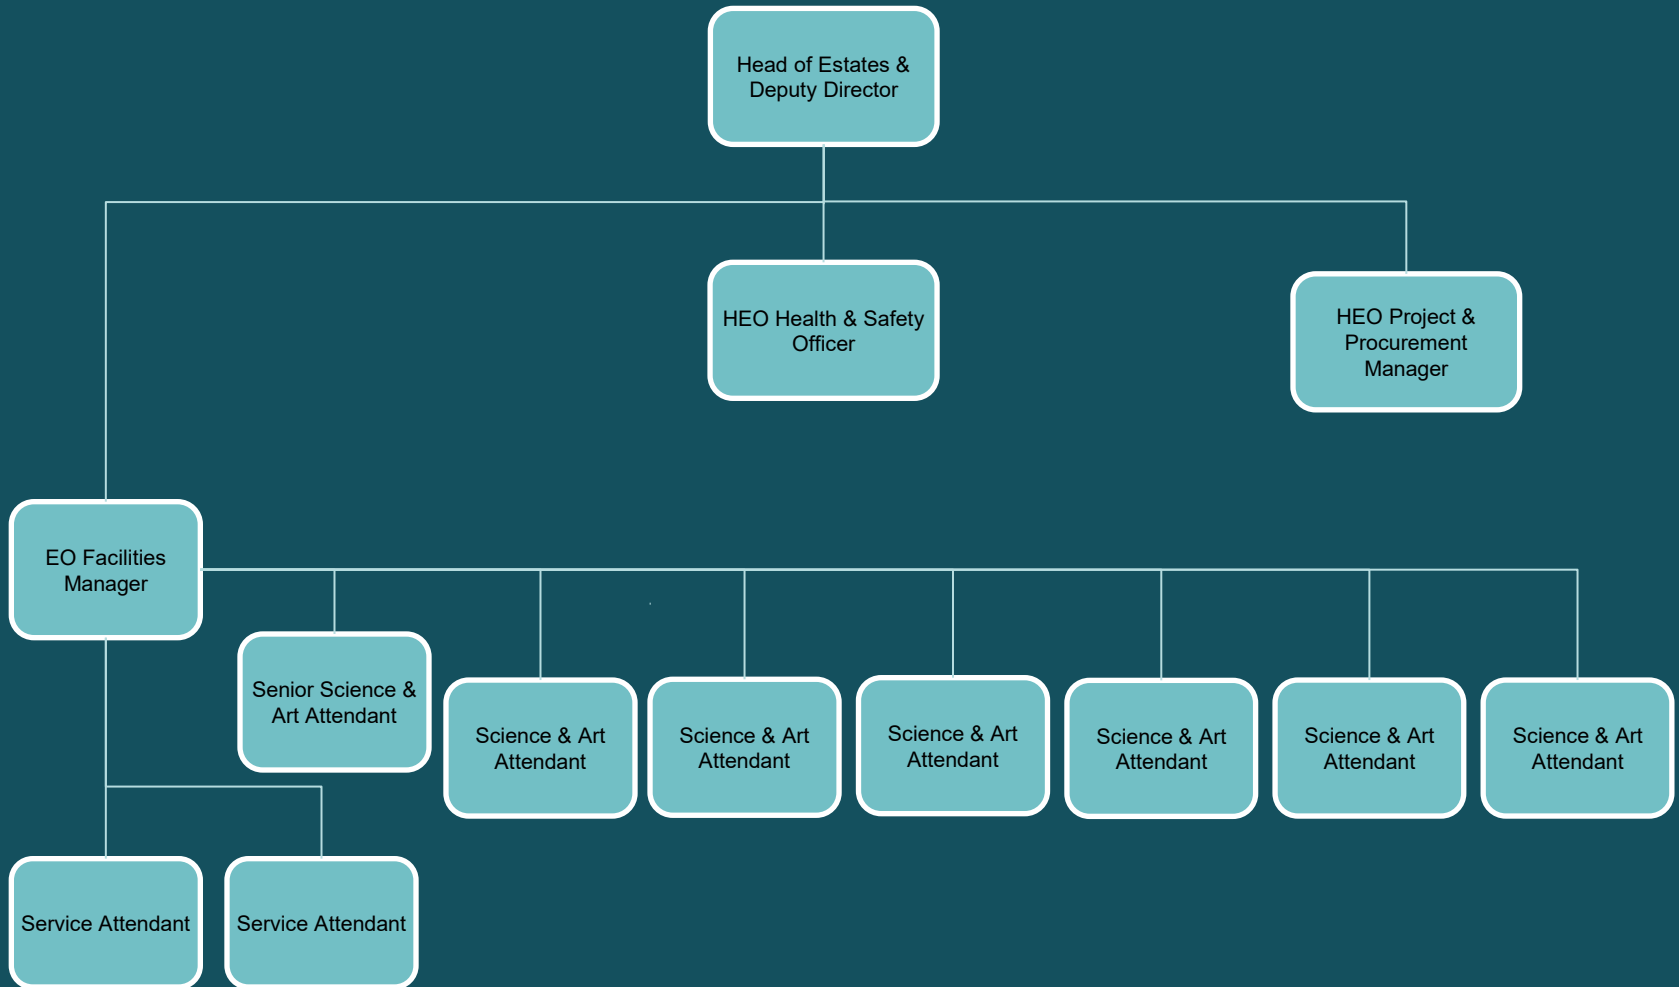 Head of Estates &
Deputy Director
HEO Health & Safety
Officer
HEO Project &
Procurement
Manager
EO Facilities
Manager
Senior Science &
Art Attendant
Science & Art
Attendant
Science & Art
Attendant
Science & Art
Attendant
Science & Art
Attendant
Science & Art
Attendant
Science & Art
Attendant
Service Attendant
Service Attendant